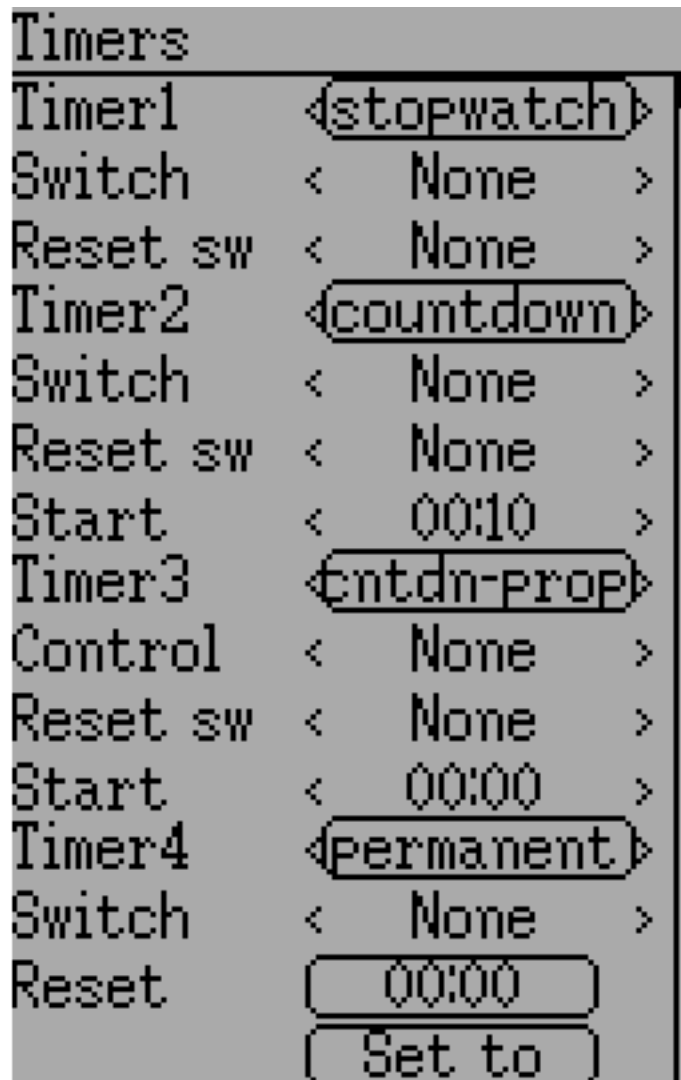 Timers
Timer1 stopwatch
Switch < None >
Reset sw < None >
Timer2 countdown
Switch < None >
Reset sw < None >
Start < 00:10 >
Timer3 cntdn-prop
Control < None >
Reset sw < None >
Start < 00:00 >
Timer4 permanent
Switch < None >
Reset 00:00
Set to